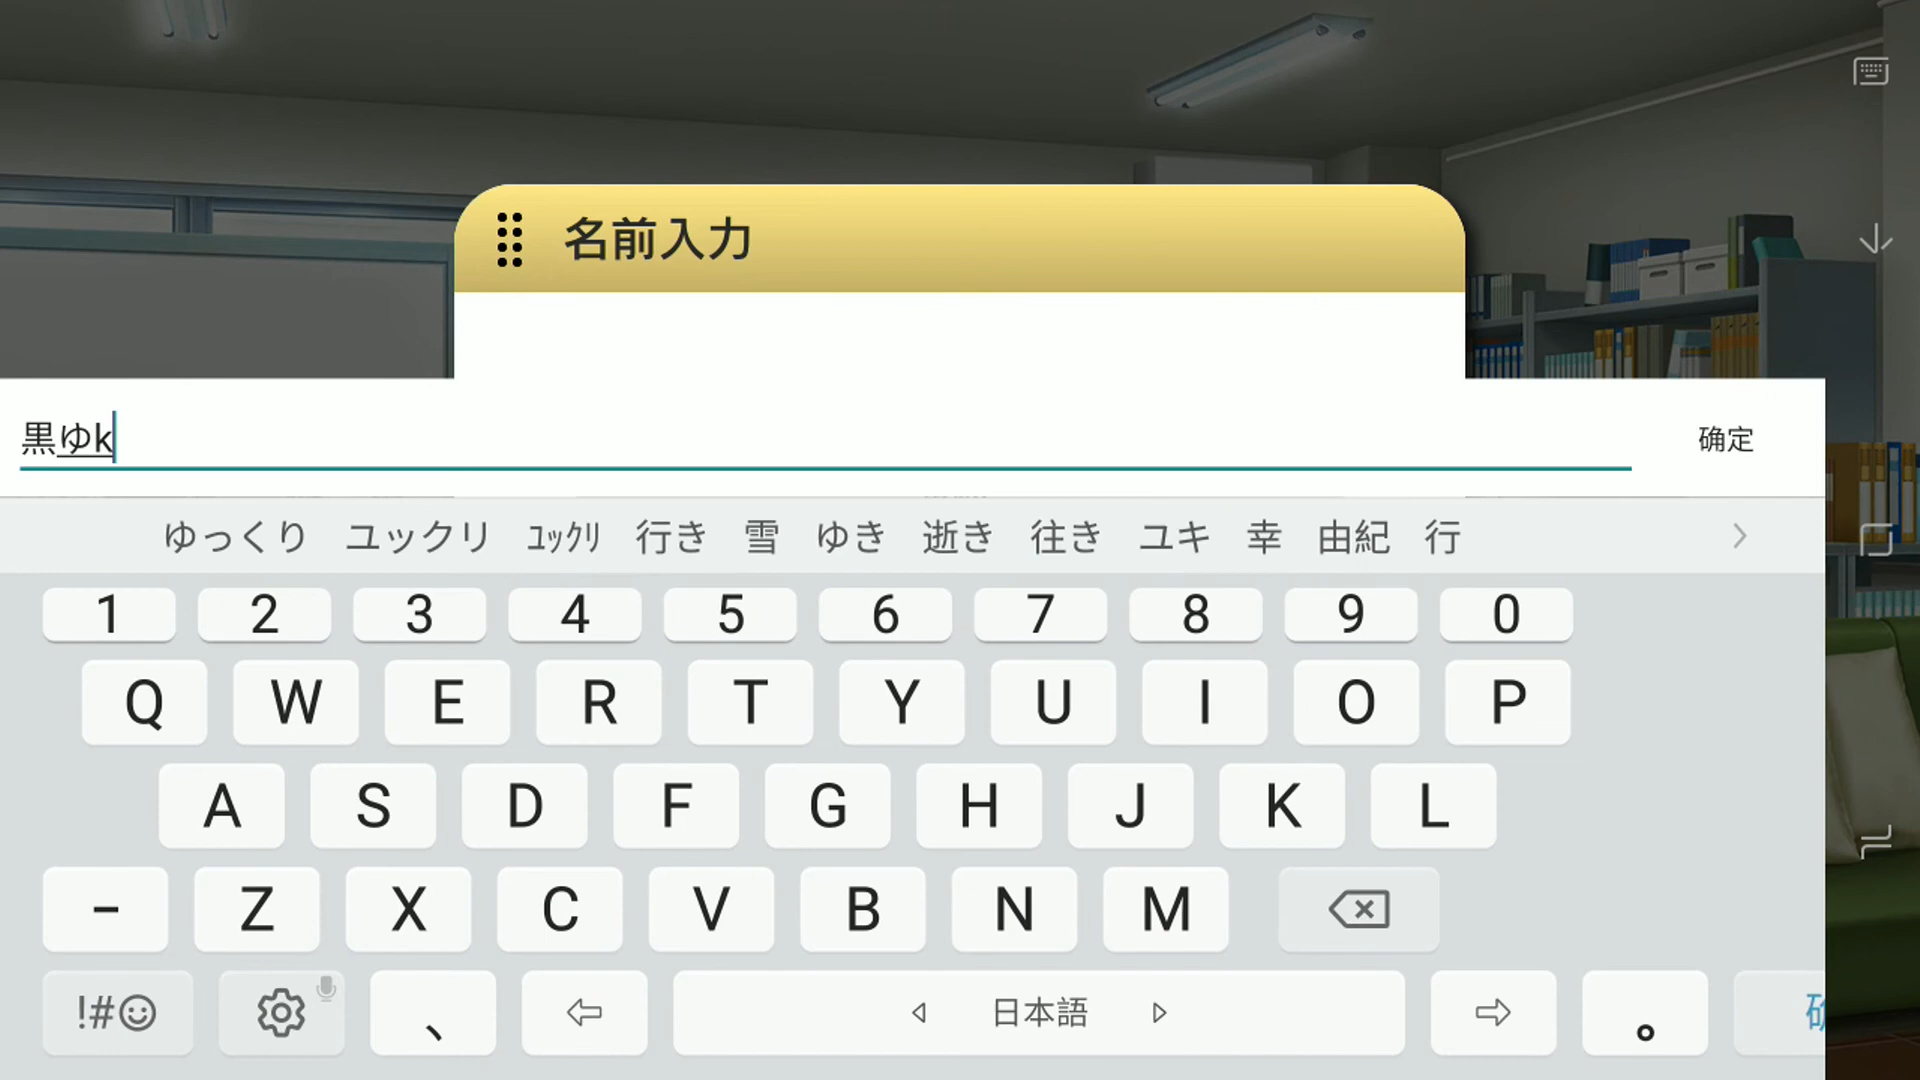 名前入力
黒ゆk
确定
ゆっくり ユックリ ﾕｯｸﾘ 行き 雪 ゆき 逝き 往き ユキ 幸 由紀 行
1 2 3 4 5 6 7 8 9 0
Q W E R T Y U I O P
A S D F G H J K L
- Z X C V B N M
!#☺ 、 日本語 。